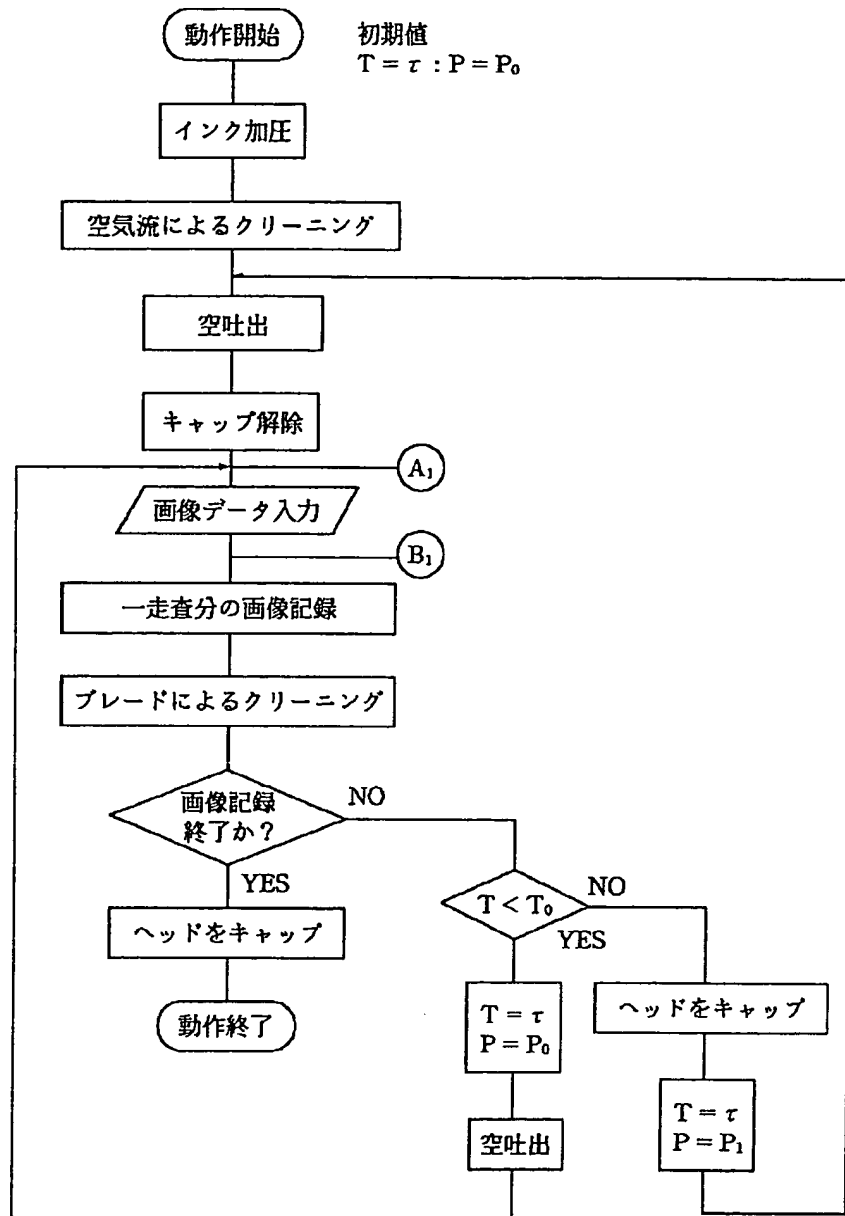 動作開始
初期値
T = τ : P = P₀
インク加圧
空気流によるクリーニング
空吐出
キャップ解除
A₁
画像データ入力
B₁
一走査分の画像記録
ブレードによるクリーニング
画像記録
終了か？
NO
YES
T < T₀
NO
YES
ヘッドをキャップ
動作終了
T = τ
P = P₀
空吐出
ヘッドをキャップ
T = τ
P = P₁